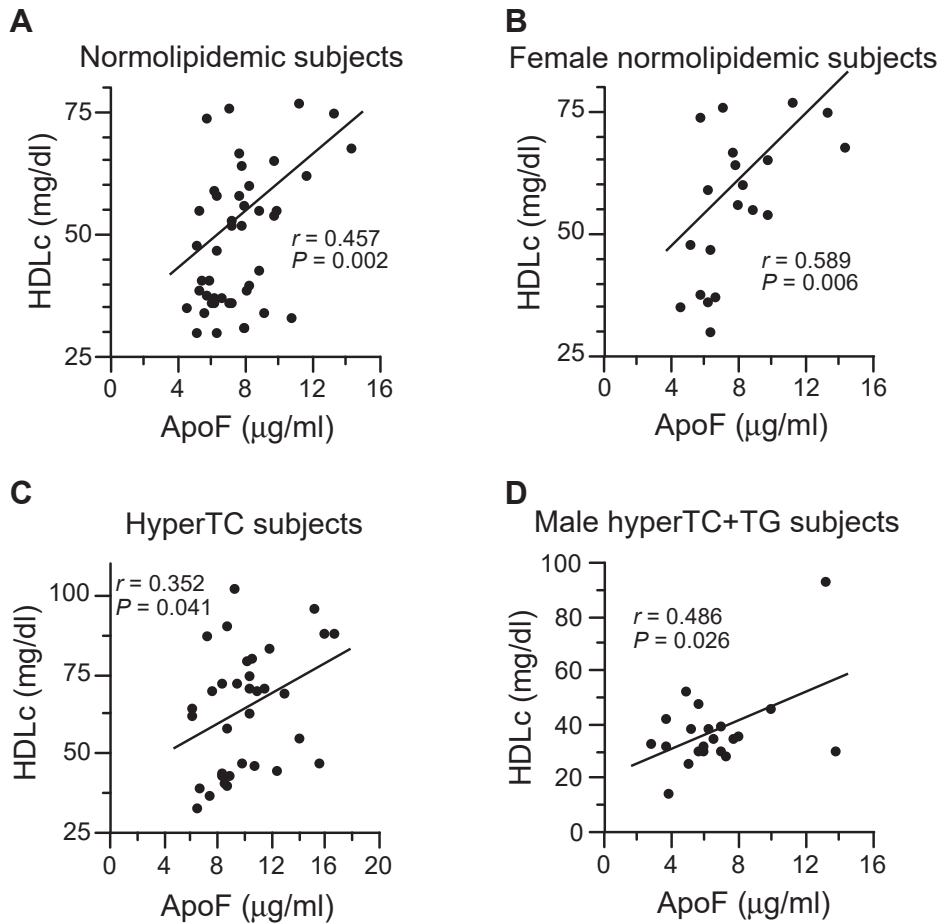 A
Normolipidemic subjects
HDLc (mg/dl)
75
50
25
r = 0.457
P = 0.002
0 4 8 12 16
ApoF (μg/ml)
B
Female normolipidemic subjects
HDLc (mg/dl)
75
50
25
r = 0.589
P = 0.006
0 4 8 12 16
ApoF (μg/ml)
C
HyperTC subjects
HDLc (mg/dl)
100
75
50
25
r = 0.352
P = 0.041
0 4 8 12 16 20
ApoF (μg/ml)
D
Male hyperTC+TG subjects
HDLc (mg/dl)
100
80
60
40
20
0
r = 0.486
P = 0.026
0 4 8 12 16
ApoF (μg/ml)